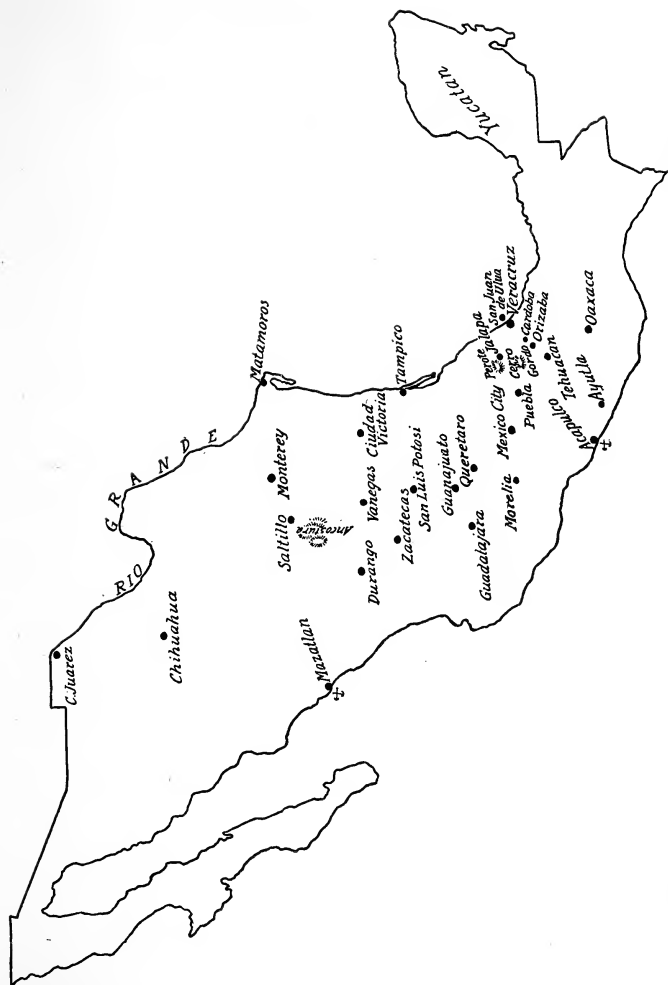 C. Juarez
RIO GRANDE
Chihuahua
Matamoros
Monterey
Saltillo
Ancostura
Mazatlan
Durango
Vanegas
Ciudad
Victoria
Tampico
Zacatecas
San Luis Potosi
Guanajuato
Queretaro
Guadalajara
Morelia
Mexico City
Puebla
Perote
Jalapa
San Juan
de Ulua
Veracruz
Cerro
Gordo
Cardoba
Orizaba
Tehuacan
Acapulco
Ayutla
Oaxaca
Yucatan